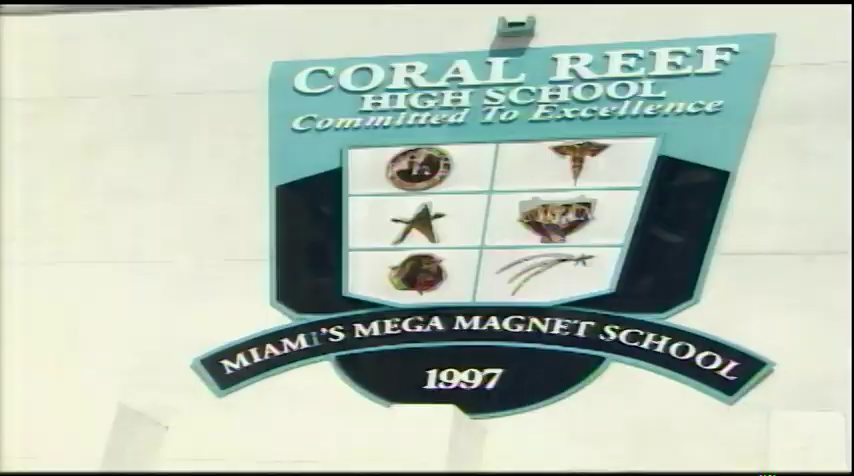 CORAL REEF
HIGH SCHOOL
Committed To Excellence
MIAMI'S MEGA MAGNET SCHOOL
1997